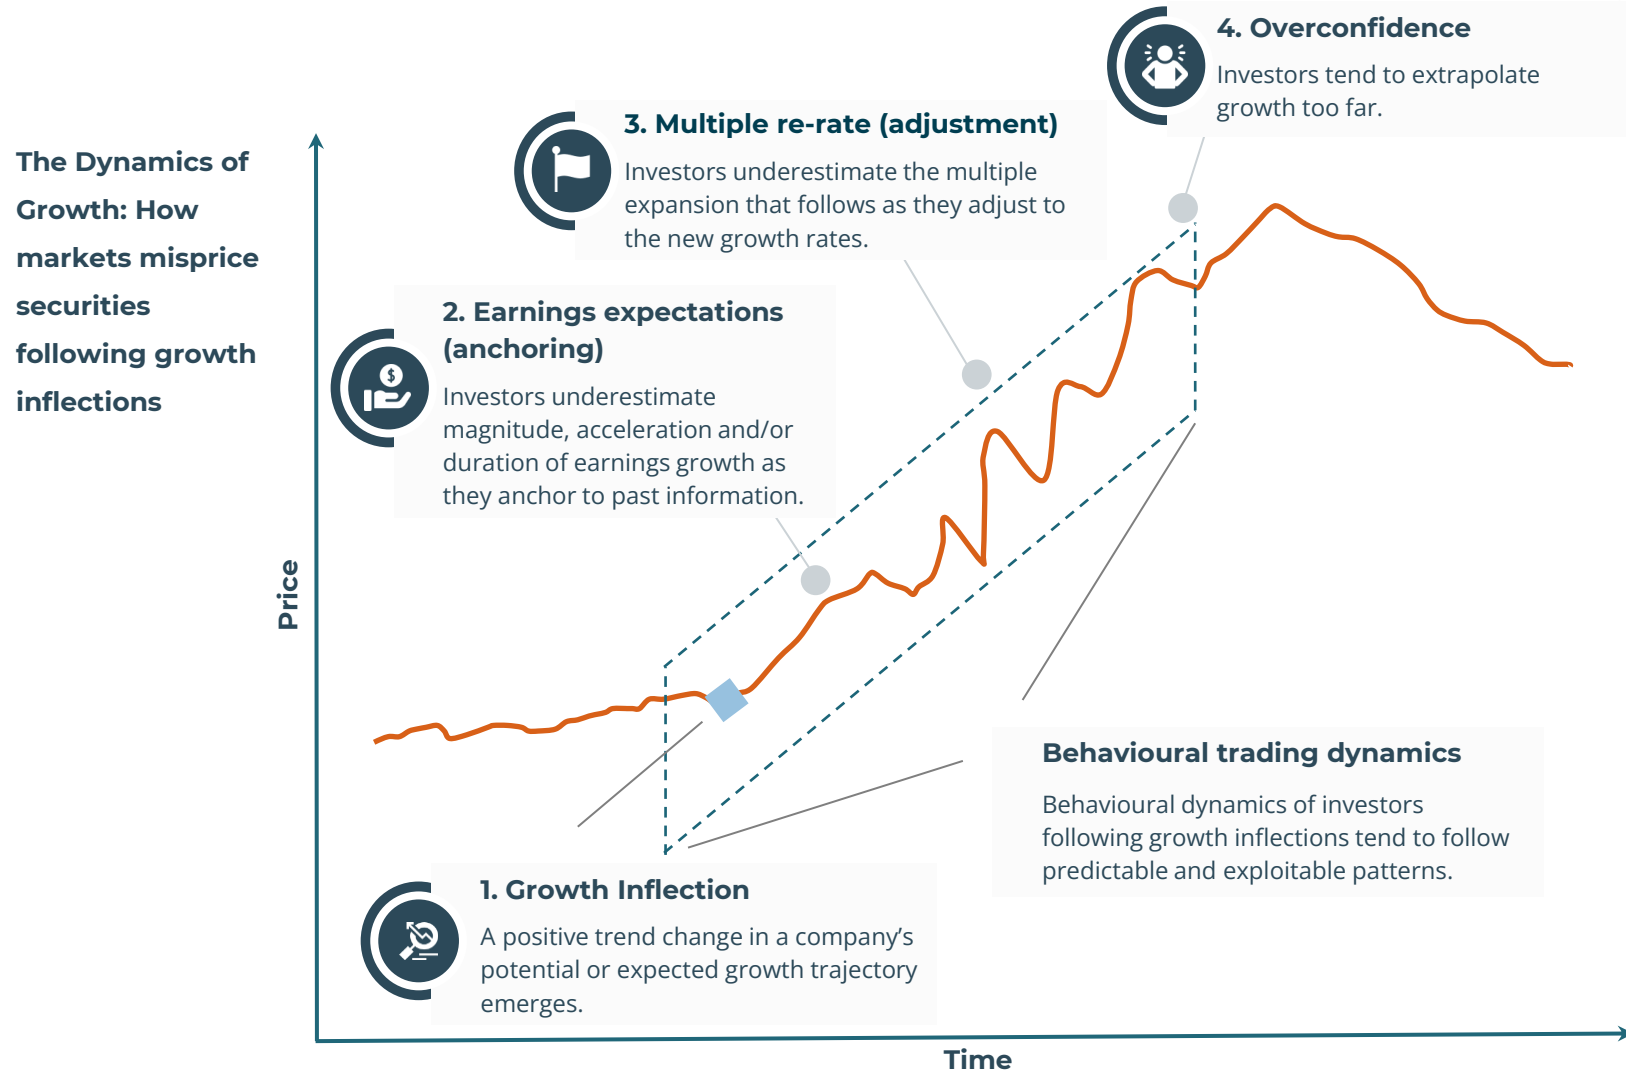 The Dynamics of
Growth: How
markets misprice
securities
following growth
inflections
4. Overconfidence
Investors tend to extrapolate
growth too far.
3. Multiple re-rate (adjustment)
Investors underestimate the multiple
expansion that follows as they adjust to
the new growth rates.
2. Earnings expectations
(anchoring)
Investors underestimate
magnitude, acceleration and/or
duration of earnings growth as
they anchor to past information.
$
Price
Behavioural trading dynamics
Behavioural dynamics of investors
following growth inflections tend to follow
predictable and exploitable patterns.
1. Growth Inflection
A positive trend change in a company’s
potential or expected growth trajectory
emerges.
Time